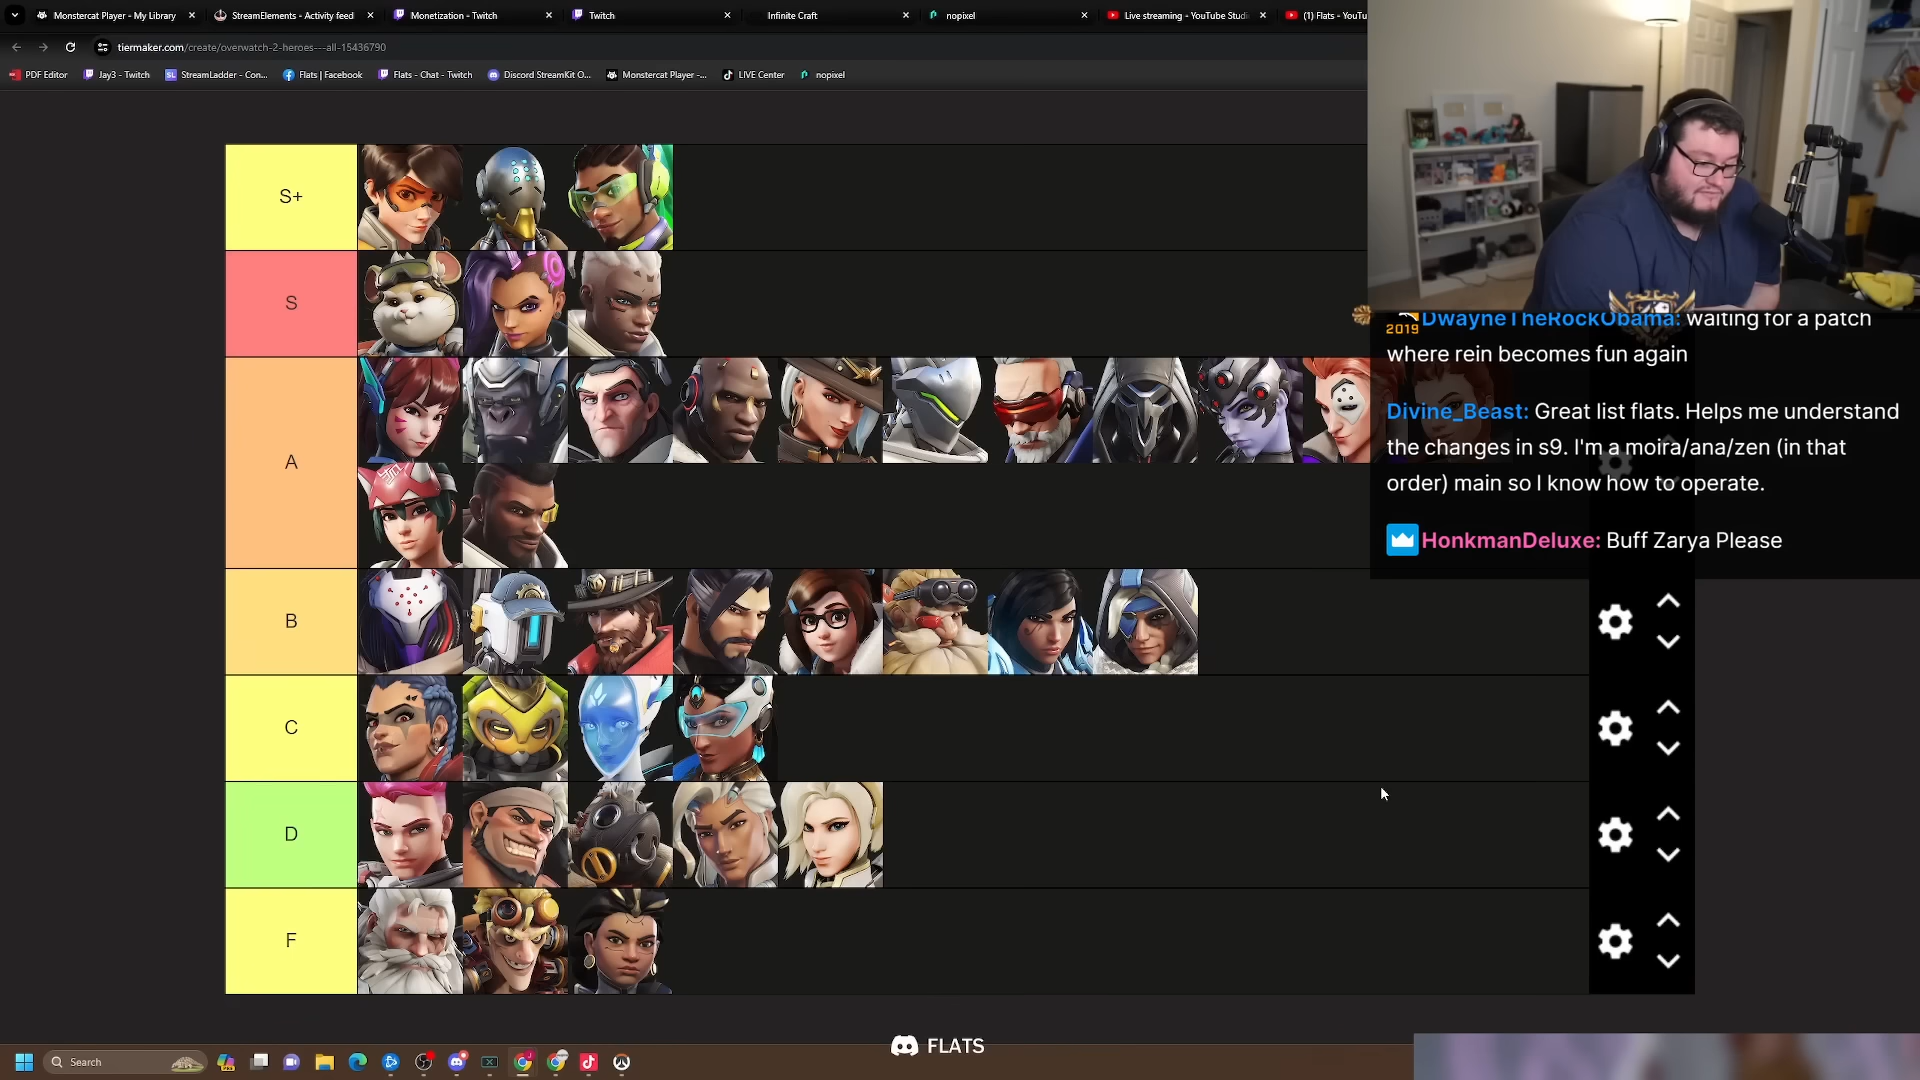 Monstercat Player - My Library
StreamElements - Activity feed
Monetization - Twitch
Twitch
Infinite Craft
nopixel
Live streaming - YouTube Studi
(1) Flats - YouTu
tiermaker.com/create/overwatch-2-heroes---all-15436790
PDF Editor
Jay3 - Twitch
StreamLadder - Con...
Flats | Facebook
Flats - Chat - Twitch
Discord StreamKit O...
Monstercat Player -...
LIVE Center
nopixel
S+
S
A
B
C
D
F
2019 DwayneTheRockObama: waiting for a patch
where rein becomes fun again
Divine_Beast: Great list flats. Helps me understand
the changes in s9. I'm a moira/ana/zen (in that
order) main so I know how to operate.
HonkmanDeluxe: Buff Zarya Please
FLATS
Search